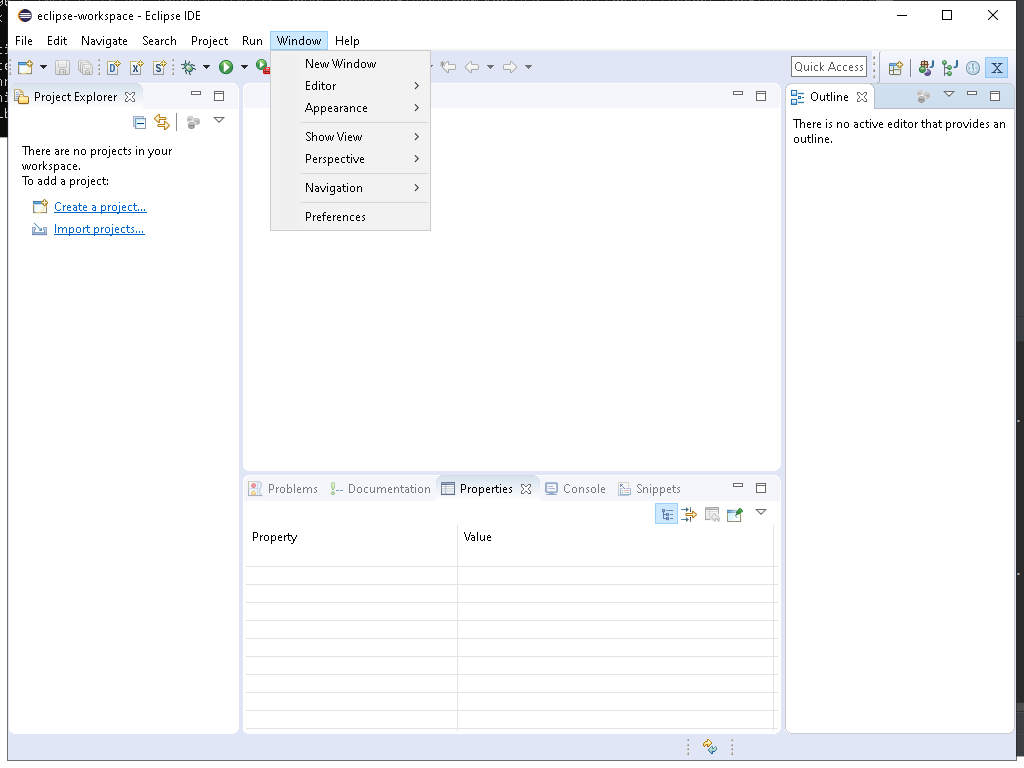 eclipse-workspace - Eclipse IDE
File Edit Navigate Search Project Run Window Help
New Window
Editor
Appearance
Show View
Perspective
Navigation
Preferences
Quick Access
Project Explorer
There are no projects in your
workspace.
To add a project:
Create a project...
Import projects...
Outline
There is no active editor that provides an
outline.
Problems Documentation Properties Console Snippets
Property Value